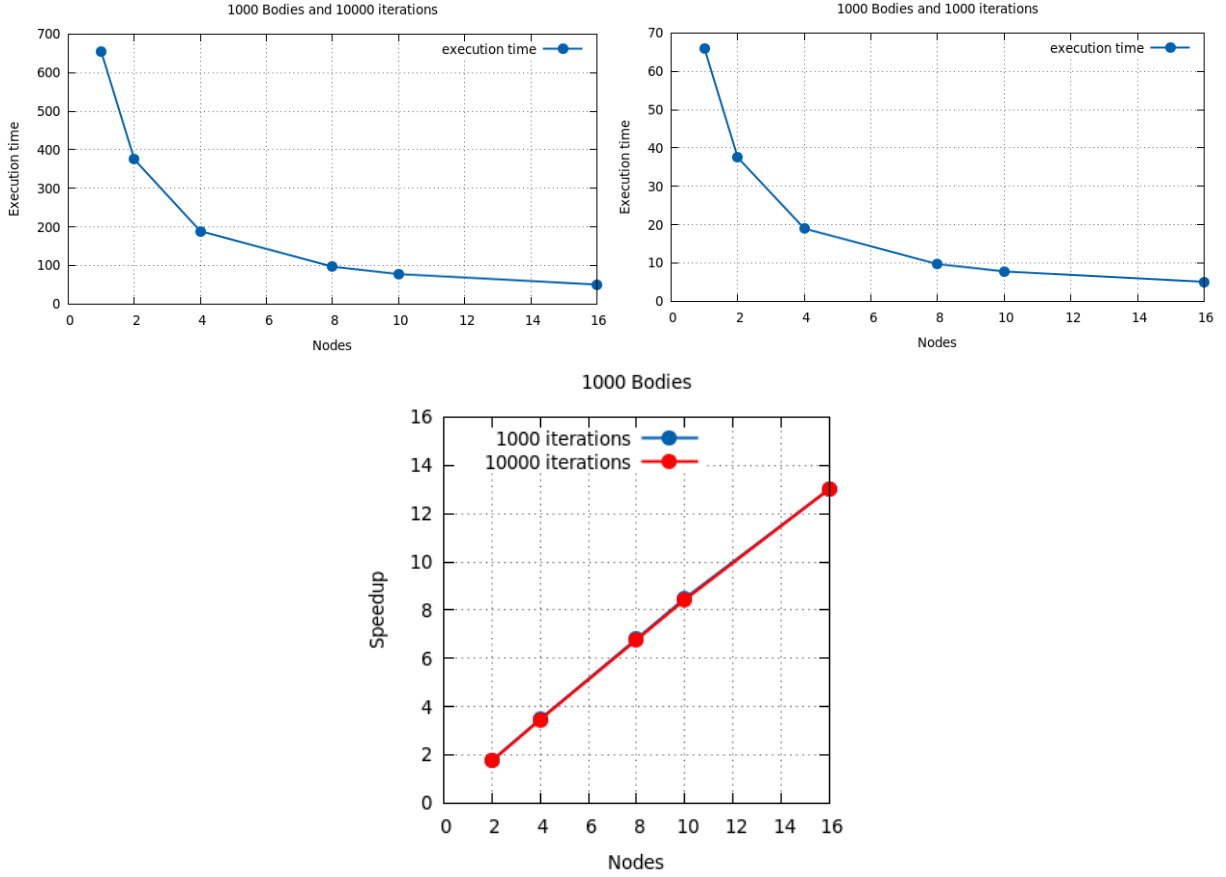 1000 Bodies and 10000 iterations
700
600
500
400
300
200
100
0
execution time
Execution time
0 2 4 6 8 10 12 14 16
Nodes
1000 Bodies and 1000 iterations
70
60
50
40
30
20
10
0
execution time
Execution time
0 2 4 6 8 10 12 14 16
Nodes
1000 Bodies
16
14
12
10
8
6
4
2
0
1000 iterations
10000 iterations
Speedup
0 2 4 6 8 10 12 14 16
Nodes